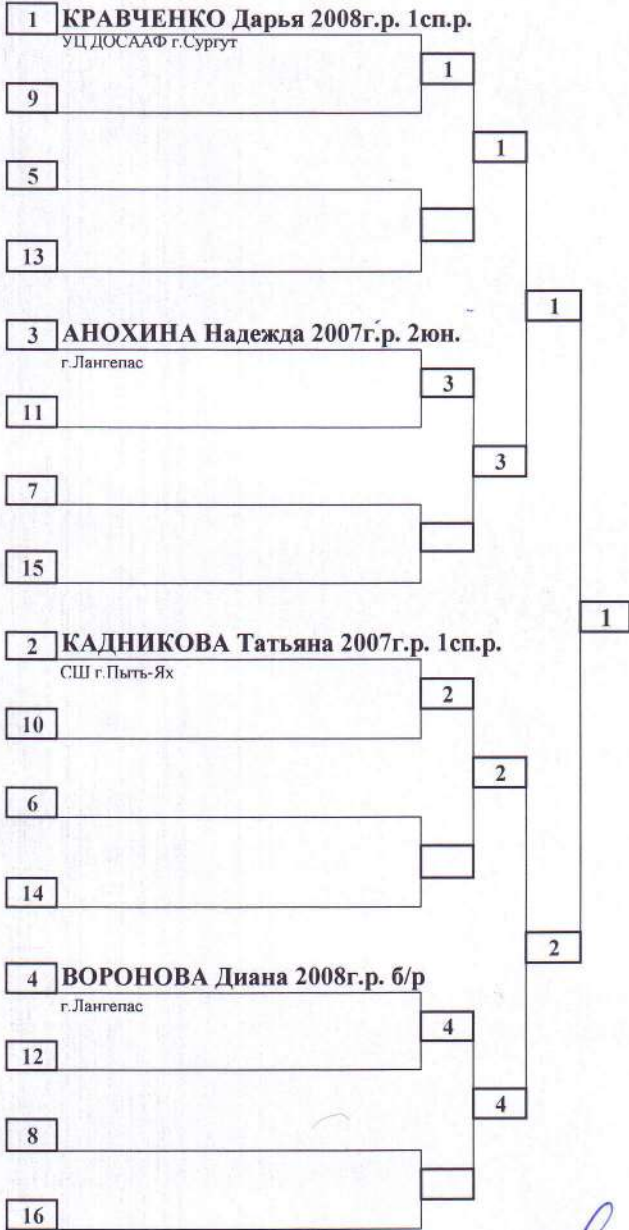 1 КРАВЧЕНКО Дарья 2008г.р. 1сп.р.
УЦ ДОСААФ г.Сургут
1
9
1
5
13
1
3 АНОХИНА Надежда 2007г.р. 2юн.
г.Лангепас
3
11
3
7
15
1
2 КАДНИКОВА Татьяна 2007г.р. 1сп.р.
СШ г.Пыть-Ях
2
10
2
6
14
2
4 ВОРОНОВА Диана 2008г.р. б/р
г.Лангепас
4
12
4
8
16